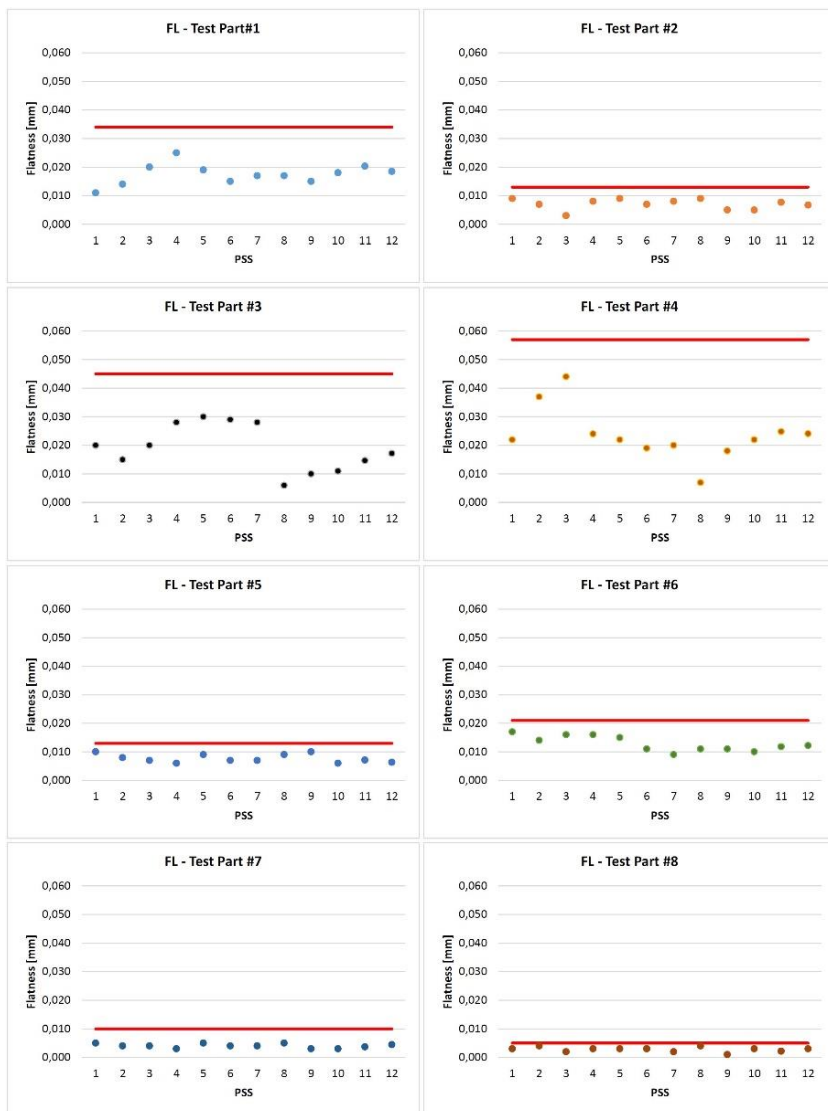 FL - Test Part#1
Flatness [mm]
0,060
0,050
0,040
0,030
0,020
0,010
0,000
1 2 3 4 5 6 7 8 9 10 11 12
PSS
FL - Test Part #2
Flatness [mm]
0,060
0,050
0,040
0,030
0,020
0,010
0,000
1 2 3 4 5 6 7 8 9 10 11 12
PSS
FL - Test Part #3
Flatness [mm]
0,060
0,050
0,040
0,030
0,020
0,010
0,000
1 2 3 4 5 6 7 8 9 10 11 12
PSS
FL - Test Part #4
Flatness [mm]
0,060
0,050
0,040
0,030
0,020
0,010
0,000
1 2 3 4 5 6 7 8 9 10 11 12
PSS
FL - Test Part #5
Flatness [mm]
0,060
0,050
0,040
0,030
0,020
0,010
0,000
1 2 3 4 5 6 7 8 9 10 11 12
PSS
FL - Test Part #6
Flatness [mm]
0,060
0,050
0,040
0,030
0,020
0,010
0,000
1 2 3 4 5 6 7 8 9 10 11 12
PSS
FL - Test Part #7
Flatness [mm]
0,060
0,050
0,040
0,030
0,020
0,010
0,000
1 2 3 4 5 6 7 8 9 10 11 12
PSS
FL - Test Part #8
Flatness [mm]
0,060
0,050
0,040
0,030
0,020
0,010
0,000
1 2 3 4 5 6 7 8 9 10 11 12
PSS